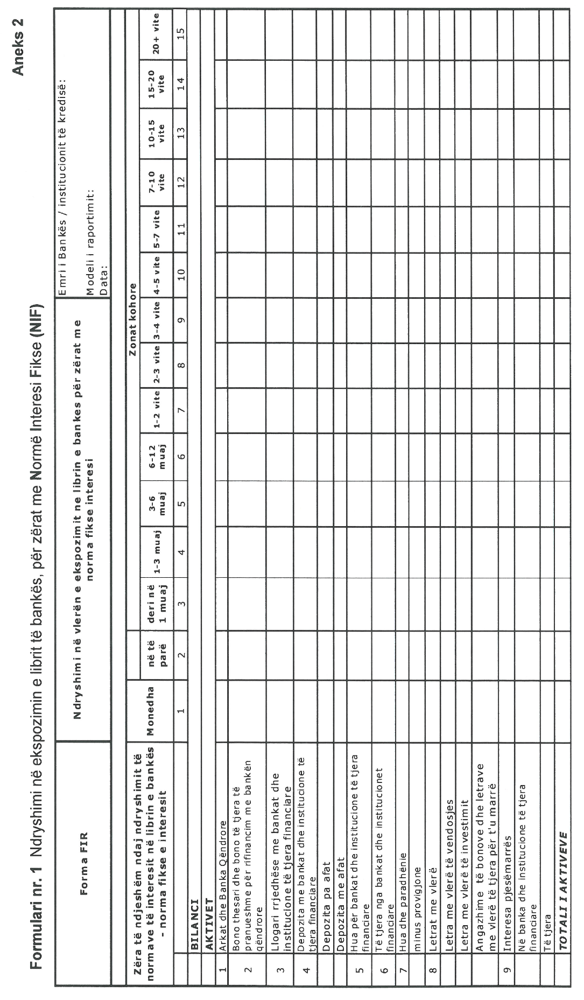 Aneks 2
Formulari nr. 1 Ndryshimi në ekspozimin e librit të bankës, për zërat me Normë Interesi Fikse (NIF)
Forma FIR
Ndryshimi në vlerën e ekspozimit ne librin e bankes për zërat me
norma fikse interesi
Emri i Bankës / institucionit të kredisë:
Modeli i raportimit:
Data:
Zëra të ndjeshëm ndaj ndryshimit të
normave të interesit në librin e bankës
- norma fikse e interesit
Monedha
Zonat kohore
në të
parë
deri në
1 muaj
1-3 muaj
3-6
muaj
6-12
muaj
1-2 vite
2-3 vite
3-4 vite
4-5 vite
5-7 vite
7-10
vite
10-15
vite
15-20
vite
20+ vite
1 2 3 4 5 6 7 8 9 10 11 12 13 14 15
BILANCI
AKTIVET
1 Arkat dhe Banka Qëndrore
2 Bono thesari dhe bono të tjera të
pranueshme për rifinancim me bankën
qëndrore
3 Llogari rrjedhëse me bankat dhe
institucione të tjera financiare
4 Depozita me bankat dhe institucione të
tjera financiare
Depozita pa afat
Depozita me afat
5 Hua për bankat dhe institucione të tjera
financiare
6 Të tjera nga bankat dhe institucionet
financiare
7 Hua dhe paradhënie
minus provigjone
8 Letrat me vlerë
Letra me vlerë të vendosjes
Letra me vlerë të investimit
Angazhime të bonove dhe letrave
me vlerë të tjera për t'u marrë
9 Interesa pjesëmarrës
Në banka dhe institucione të tjera
financiare
Të tjera
TOTALI I AKTIVEVE